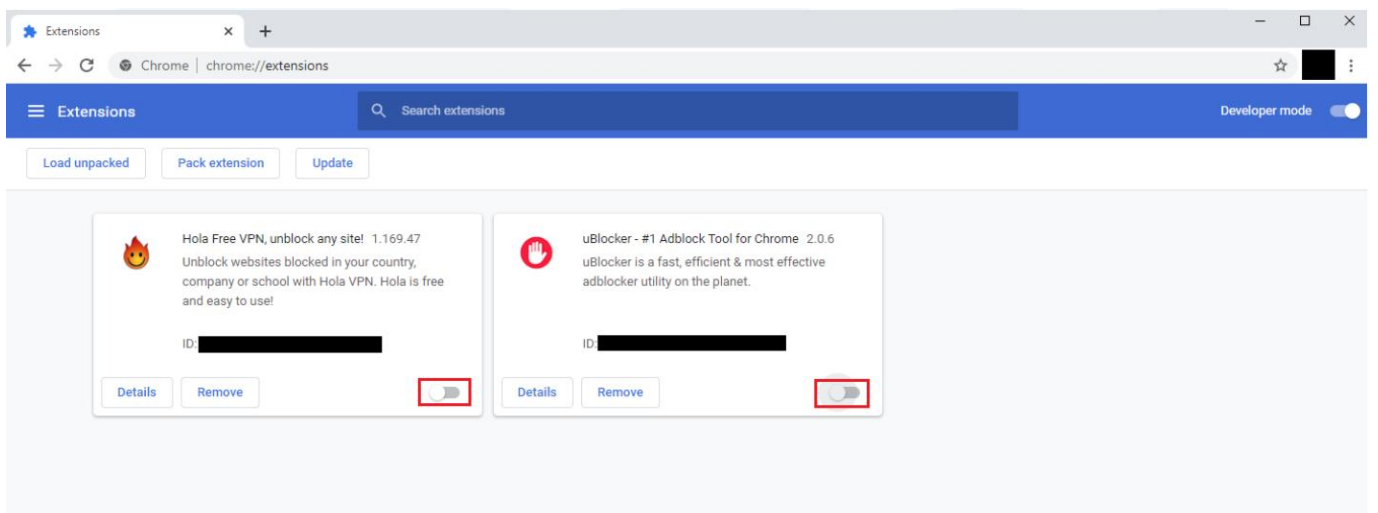 Extensions
Chrome | chrome://extensions
Extensions
Search extensions
Developer mode
Load unpacked
Pack extension
Update
Hola Free VPN, unblock any site! 1.169.47
Unblock websites blocked in your country,
company or school with Hola VPN. Hola is free
and easy to use!
ID:
Details
Remove
uBlocker - #1 Adblock Tool for Chrome 2.0.6
uBlocker is a fast, efficient & most effective
adblocker utility on the planet.
ID:
Details
Remove